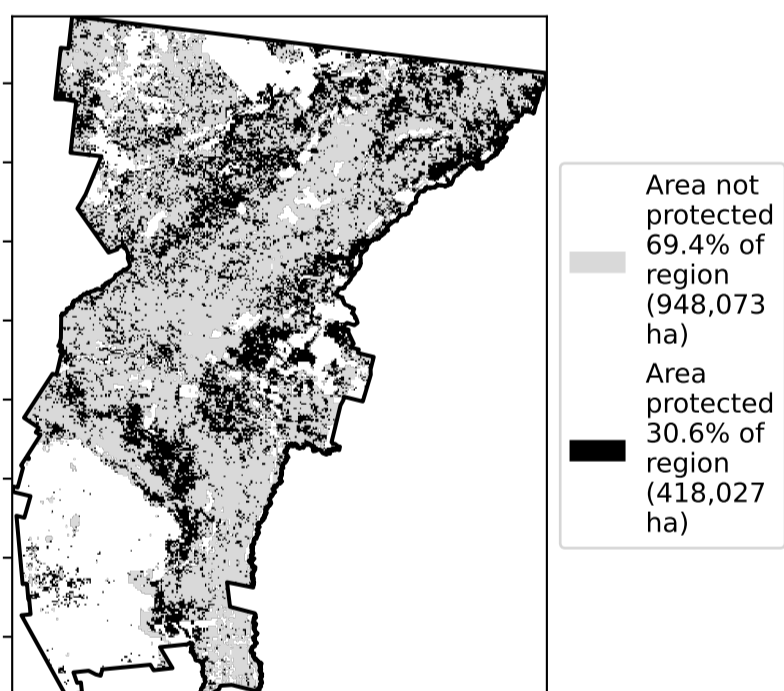 Area not
protected
69.4% of
region
(948,073
ha)
Area
protected
30.6% of
region
(418,027
ha)